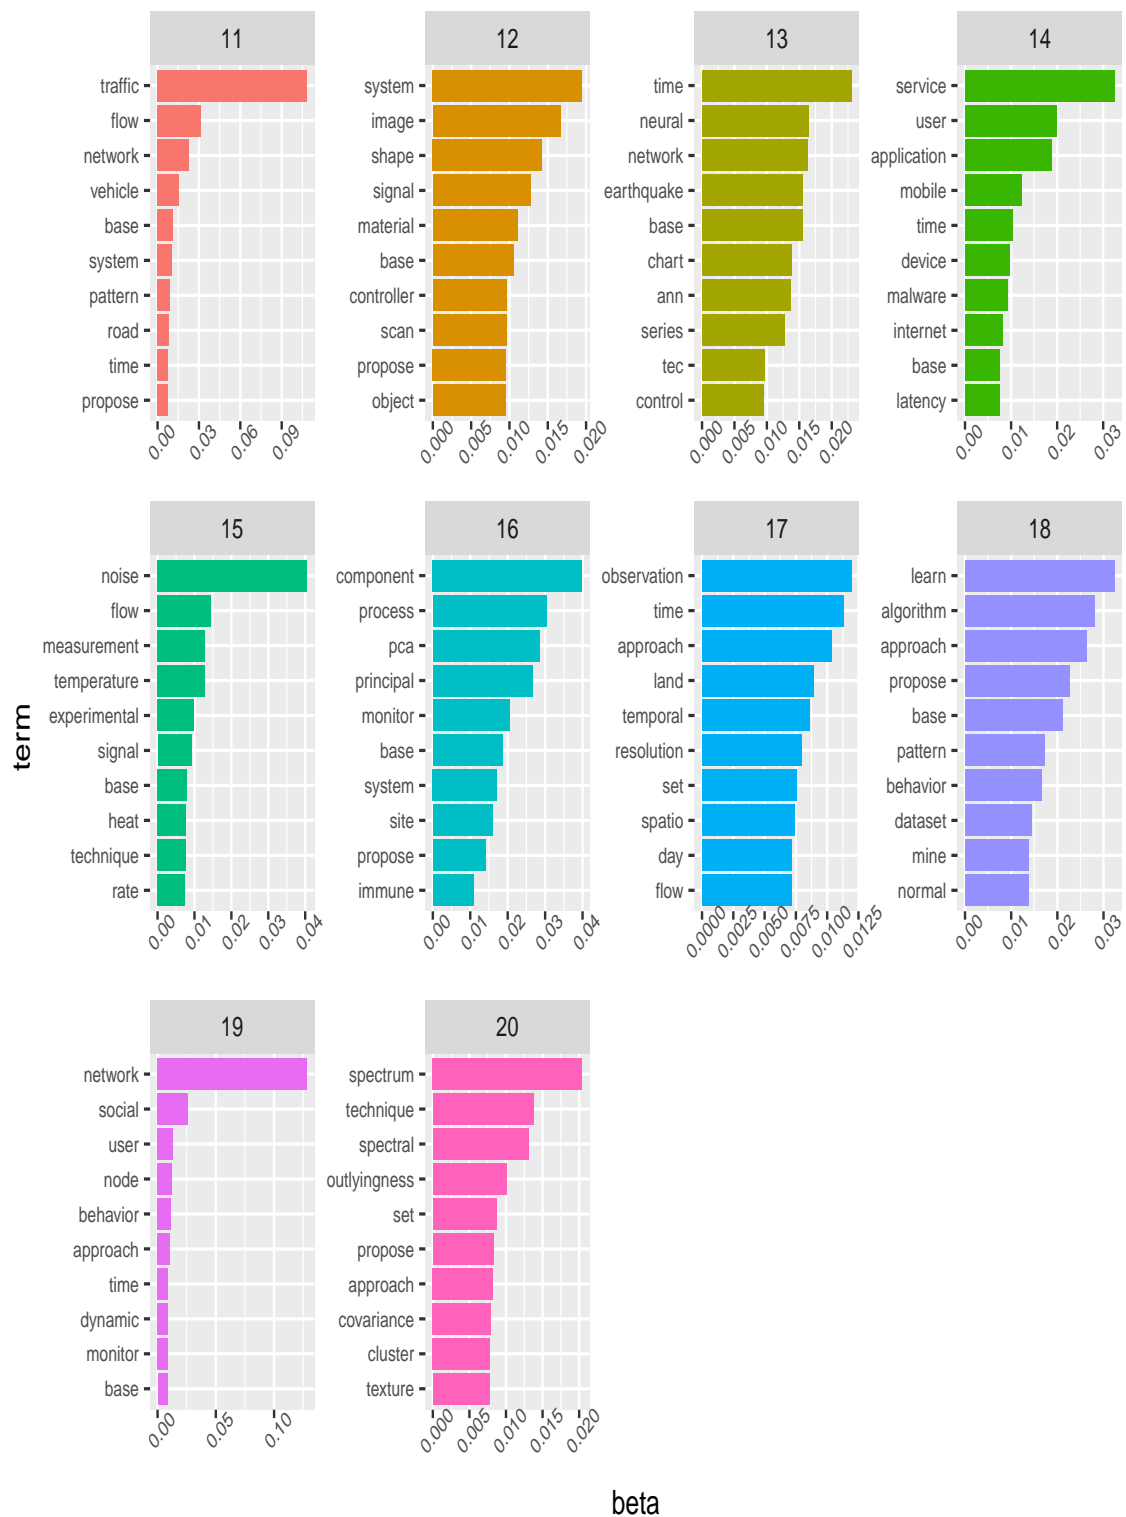 11
traffic
flow
network
vehicle
base
system
pattern
road
time
propose
0.00 0.03 0.06 0.09
12
system
image
shape
signal
material
base
controller
scan
propose
object
0.000 0.005 0.010 0.015 0.020
13
time
neural
network
earthquake
base
chart
ann
series
tec
control
0.000 0.005 0.010 0.015 0.020
14
service
user
application
mobile
time
device
malware
internet
base
latency
0.00 0.01 0.02 0.03
15
noise
flow
measurement
temperature
experimental
signal
base
heat
technique
rate
0.00 0.01 0.02 0.03 0.04
16
component
process
pca
principal
monitor
base
system
site
propose
immune
0.00 0.01 0.02 0.03 0.04
17
observation
time
approach
land
temporal
resolution
set
spatio
day
flow
0.0000 0.0025 0.0050 0.0075 0.0100 0.0125
18
learn
algorithm
approach
propose
base
pattern
behavior
dataset
mine
normal
0.00 0.01 0.02 0.03
19
network
social
user
node
behavior
approach
time
dynamic
monitor
base
0.00 0.05 0.10
20
spectrum
technique
spectral
outlyingness
set
propose
approach
covariance
cluster
texture
0.000 0.005 0.010 0.015 0.020
term
beta